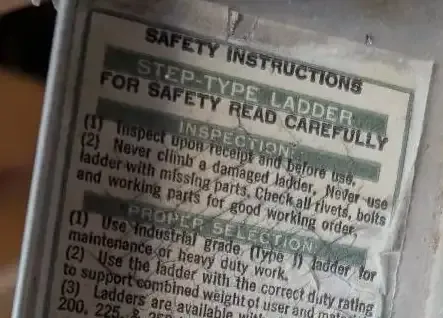 SAFETY INSTRUCTIONS
STEP-TYPE LADDER
FOR SAFETY READ CAREFULLY
INSPECTION
(1) Inspect upon receipt and before use.
(2) Never climb a damaged ladder, Never use
ladder with missing parts. Check all rivets, bolts
and working parts for good working order.
PROPER SELECTION
(1) Use Industrial grade (Type 1) ladder for
maintenance or heavy duty work.
(2) Use the ladder with the correct duty rating
to support combined weight of user and
(3) Ladders are available
200, 225,